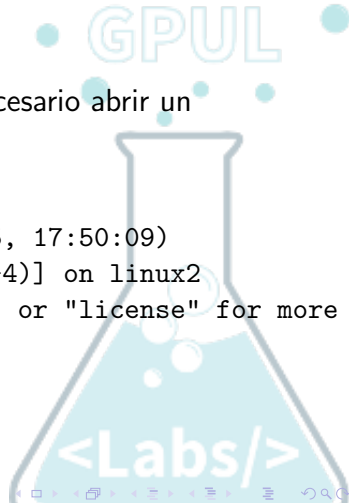 GPUL
cesario abrir un
, 17:50:09)
4)] on linux2
or "license" for more
<Labs/>